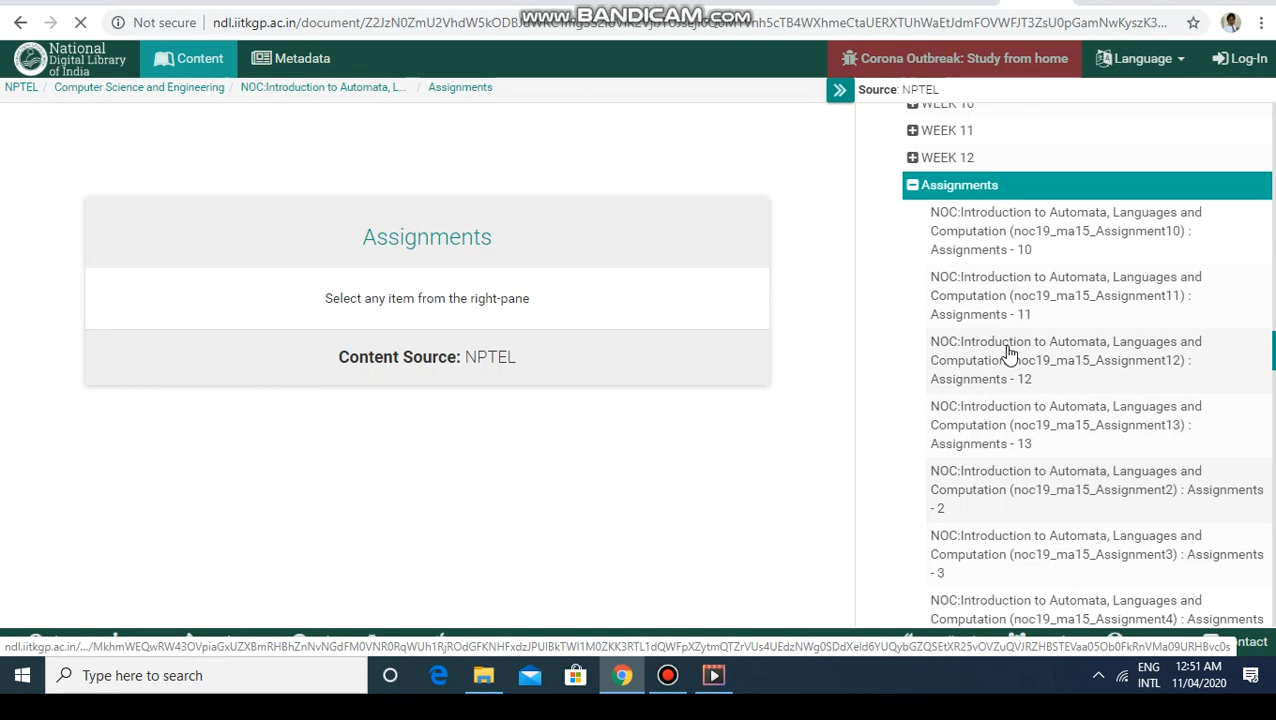 www.BANDICAM.com
Not secure
National
Digital Library
of India
Content
Metadata
Corona Outbreak: Study from home
Language
Log-In
NPTEL / Computer Science and Engineering / NOC:Introduction to Automata, L... / Assignments
Source: NPTEL
WEEK 10
WEEK 11
WEEK 12
Assignments
NOC:Introduction to Automata, Languages and
Computation (noc19_ma15_Assignment10) :
Assignments - 10
NOC:Introduction to Automata, Languages and
Computation (noc19_ma15_Assignment11) :
Assignments - 11
NOC:Introduction to Automata, Languages and
Computation (noc19_ma15_Assignment12) :
Assignments - 12
NOC:Introduction to Automata, Languages and
Computation (noc19_ma15_Assignment13) :
Assignments - 13
NOC:Introduction to Automata, Languages and
Computation (noc19_ma15_Assignment2) : Assignments
- 2
NOC:Introduction to Automata, Languages and
Computation (noc19_ma15_Assignment3) : Assignments
- 3
NOC:Introduction to Automata, Languages and
Computation (noc19_ma15_Assignment4) : Assignments
Assignments
Select any item from the right-pane
Content Source: NPTEL
Type here to search
ENG
INTL
12:51 AM
11/04/2020